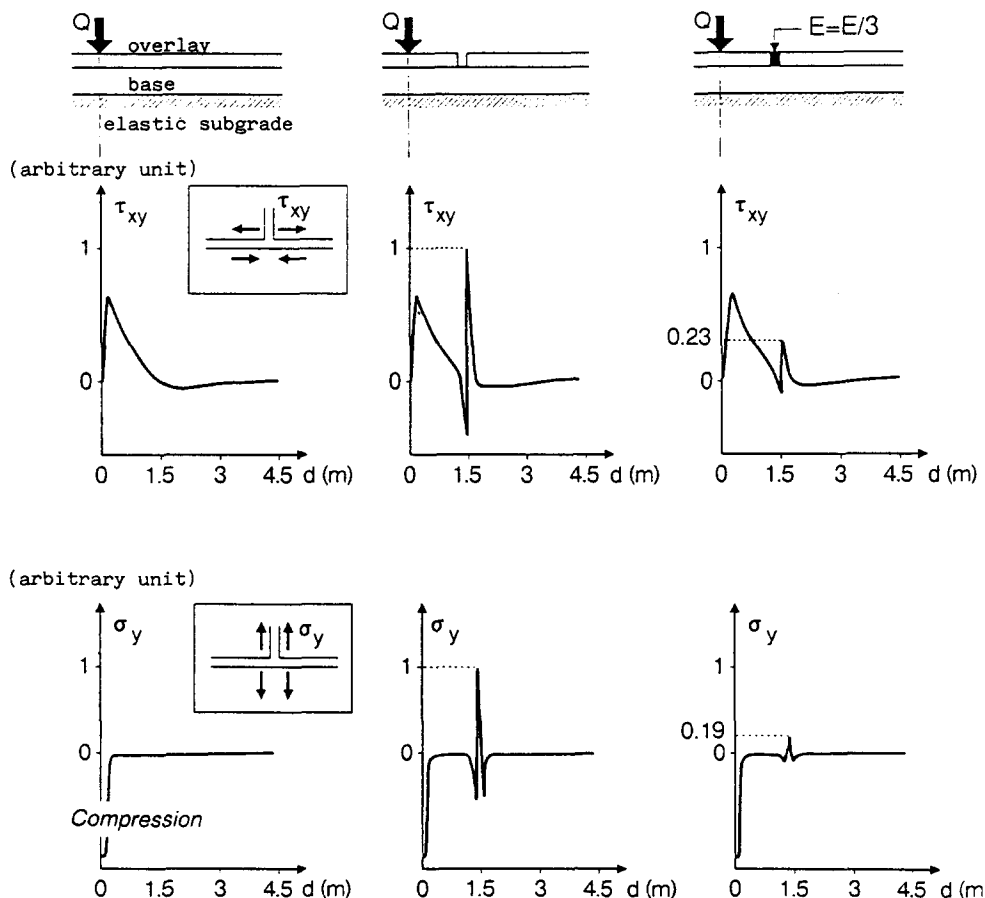 Q Q Q E=E/3
overlay
base
elastic subgrade
(arbitrary unit)
τxy τxy τxy
τxy
1 1 1
0.23
0 0 0
0 1.5 3 4.5 d (m) 0 1.5 3 4.5 d (m) 0 1.5 3 4.5 d (m)
(arbitrary unit)
σy σy σy
σy
1 1 1
0.19
0 0 0
Compression
0 1.5 3 4.5 d (m) 0 1.5 3 4.5 d (m) 0 1.5 3 4.5 d (m